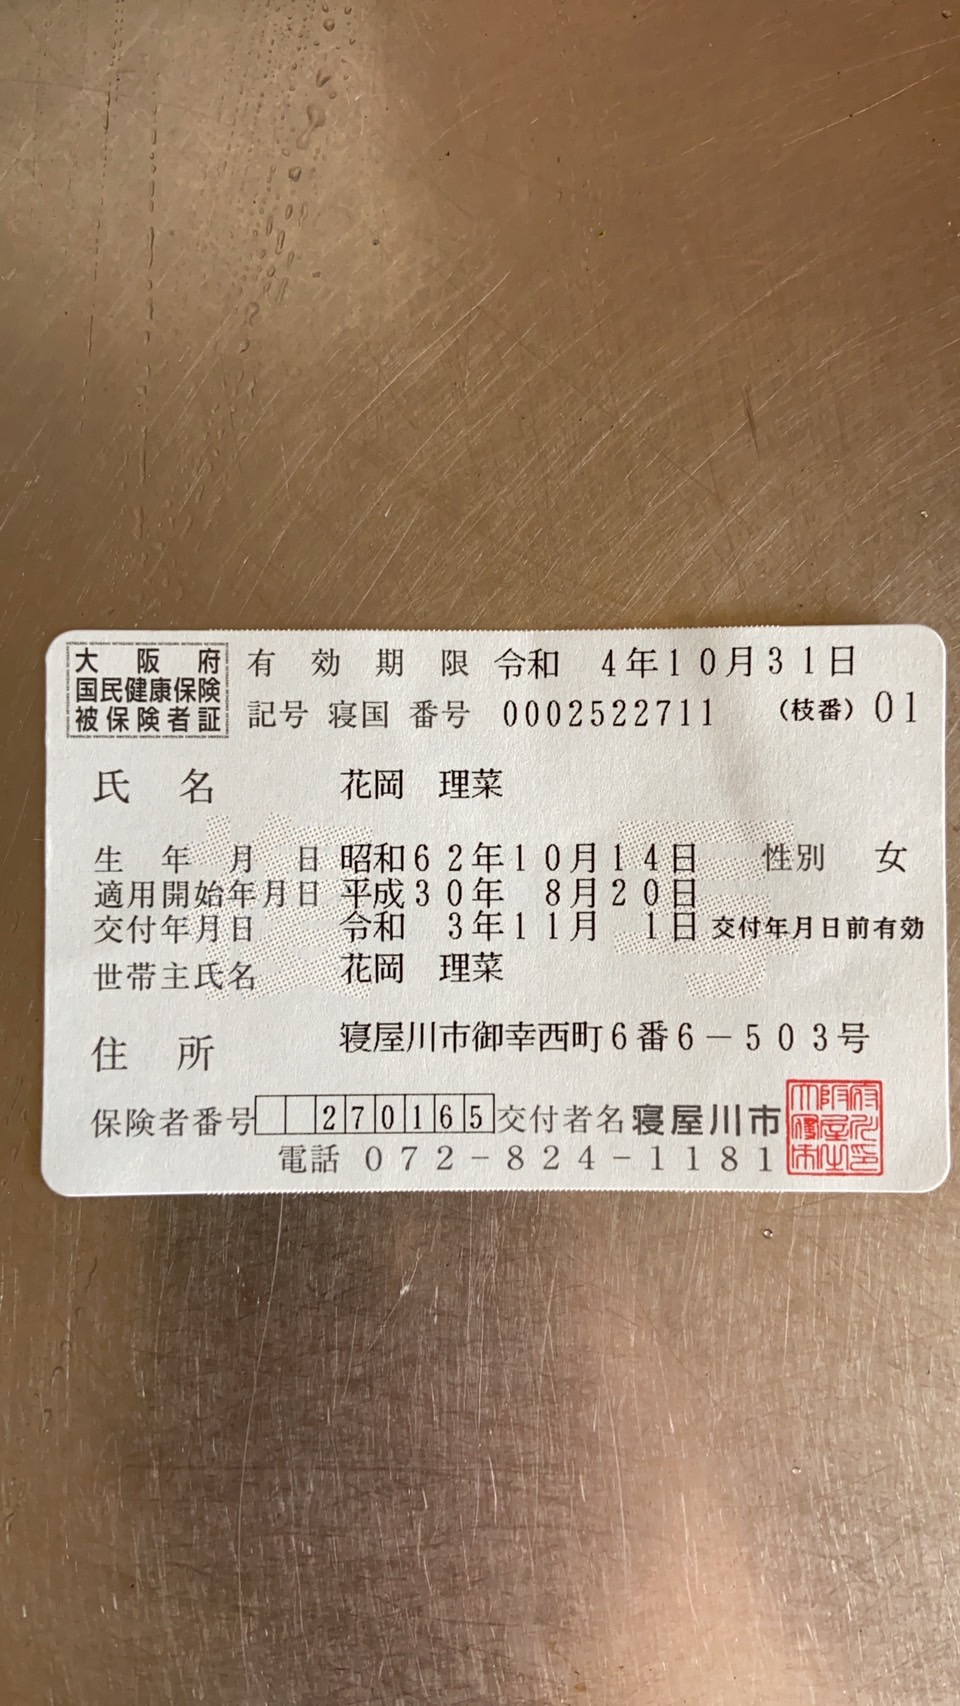 大阪府
国民健康保険
被保険者証
有効期限 令和 4年10月31日
記号 寝国 番号 0002522711 (枝番) 01
氏名 花岡 理菜
生年月日 昭和62年10月14日 性別 女
適用開始年月日 平成30年 8月20日
交付年月日 令和 3年11月 1日 交付年月日前有効
世帯主氏名 花岡 理菜
住所 寝屋川市御幸西町6番6-503号
保険者番号 270165 交付者名 寝屋川市
電話 072-824-1181